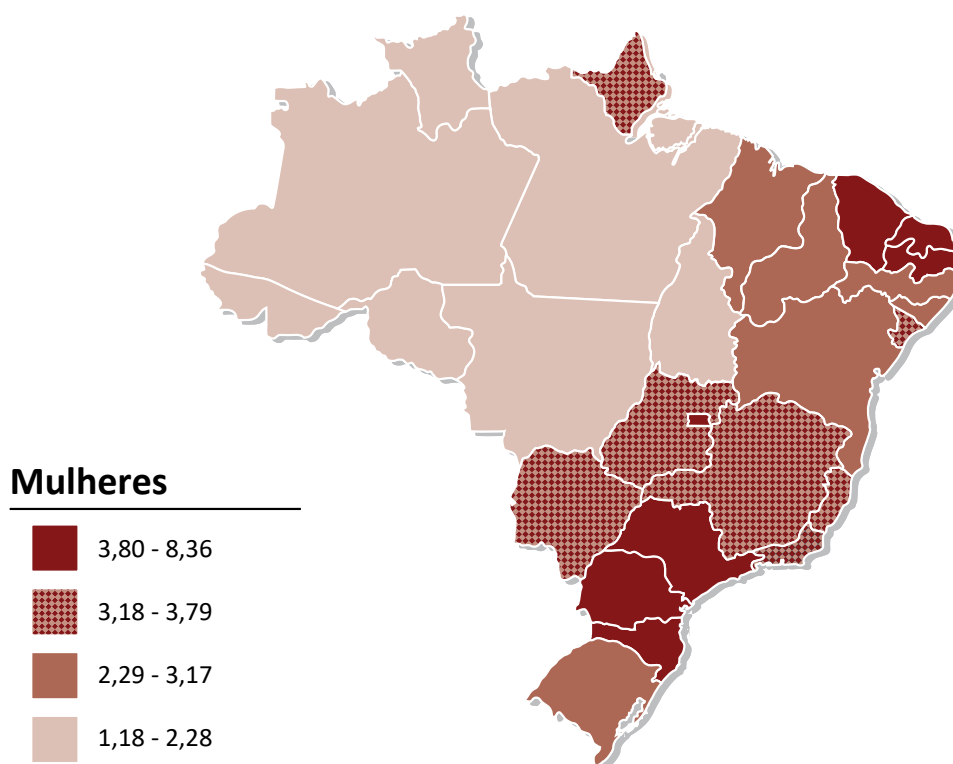 Mulheres
3,80 - 8,36
3,18 - 3,79
2,29 - 3,17
1,18 - 2,28